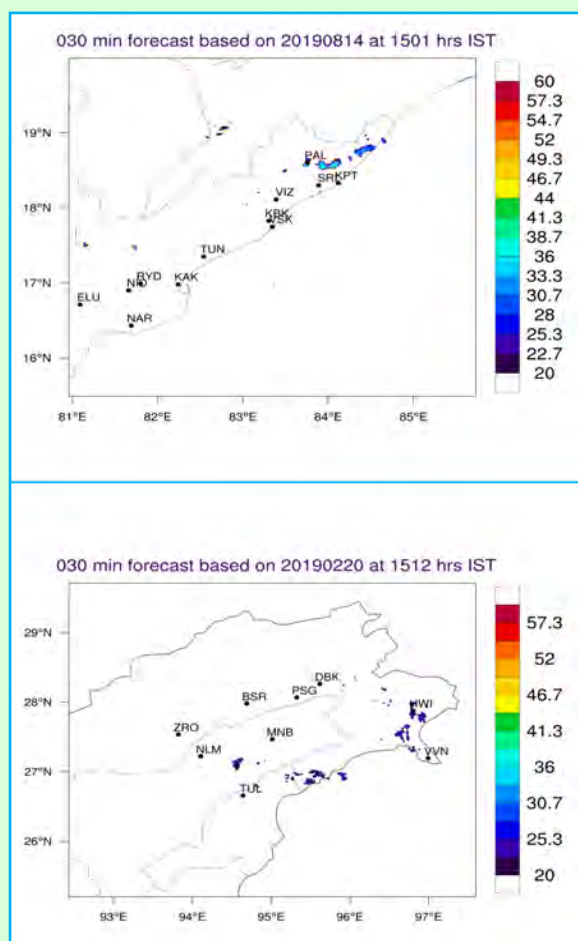 030 min forecast based on 20190814 at 1501 hrs IST
60
57.3
54.7
52
49.3
46.7
44
41.3
38.7
36
33.3
30.7
28
25.3
22.7
20
19°N
18°N
17°N
16°N
PAL
SR
KPT
VIZ
KBK
VSK
TUN
RYD
KAK
ELU
NAR
81°E 82°E 83°E 84°E 85°E
030 min forecast based on 20190220 at 1512 hrs IST
57.3
52
46.7
41.3
36
30.7
25.3
20
29°N
28°N
27°N
26°N
DBK
PSG
BSR
HWI
ZRO
MNB
NLM
VVN
TUL
93°E 94°E 95°E 96°E 97°E